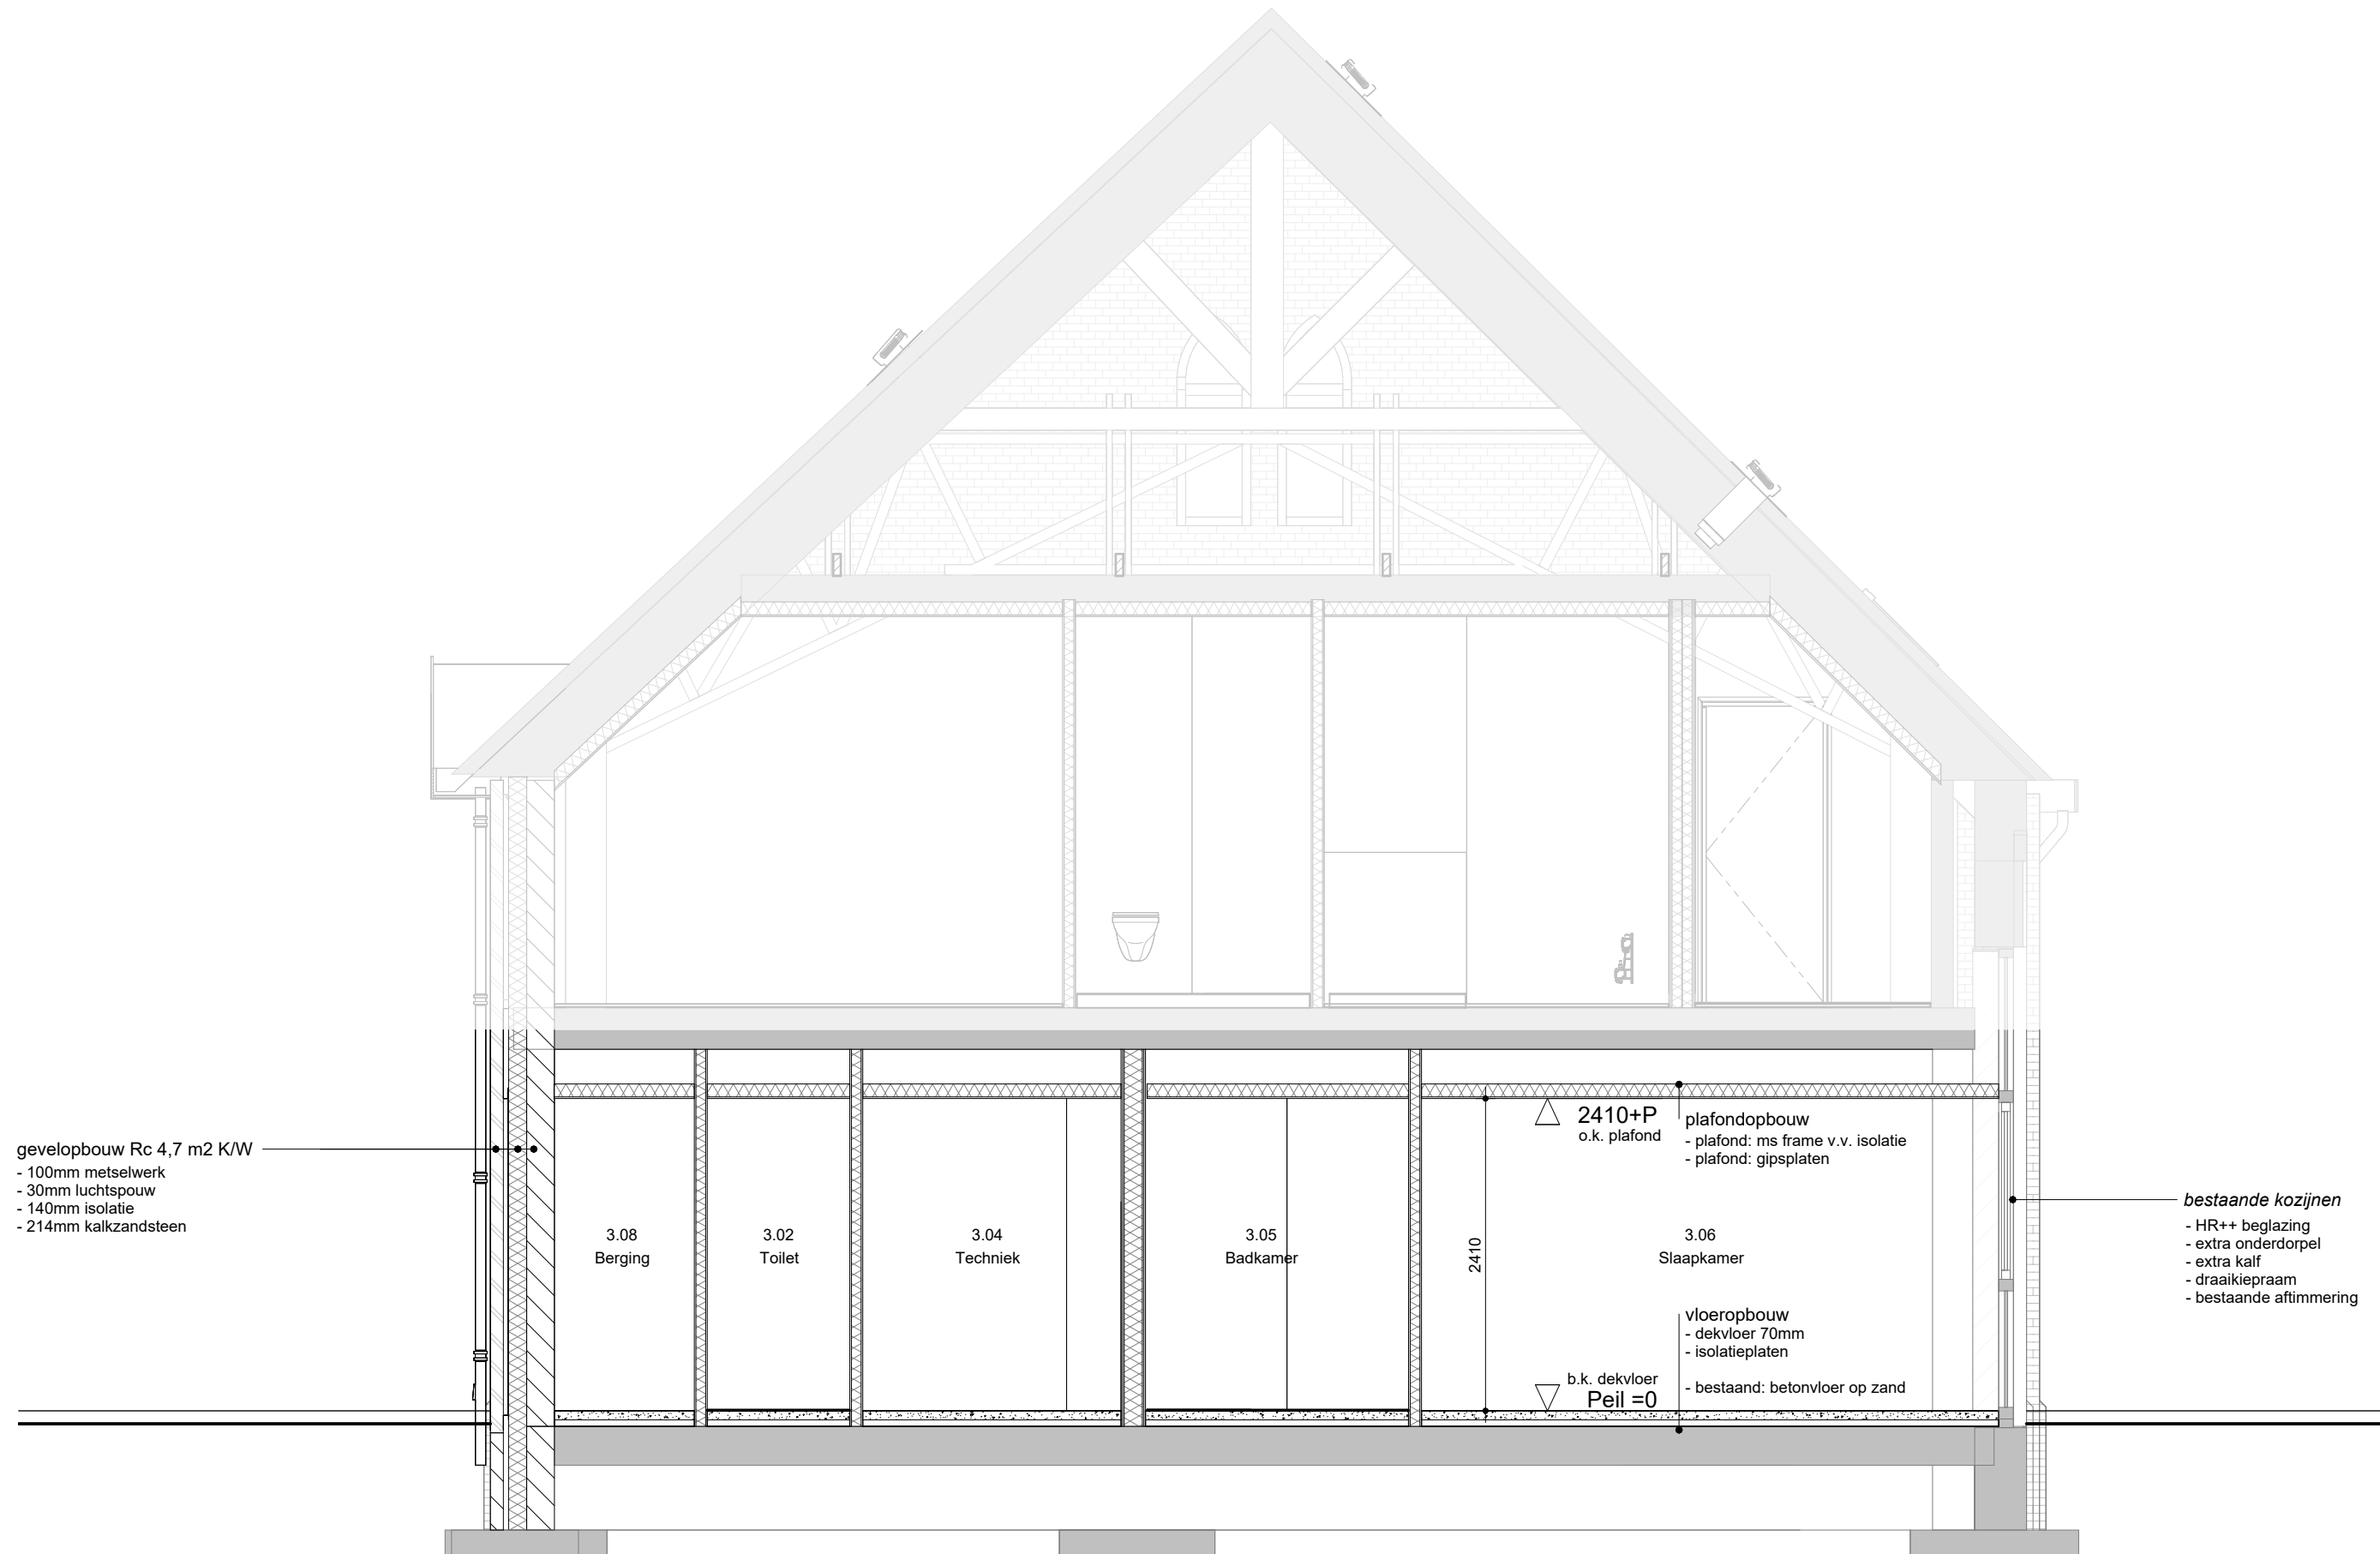 gevelopbouw Rc 4,7 m2 K/W
- 100mm metselwerk
- 30mm luchtspouw
- 140mm isolatie
- 214mm kalkzandsteen
2410+P
o.k. plafond
plafondopbouw
- plafond: ms frame v.v. isolatie
- plafond: gipsplaten
bestaande kozijnen
- HR++ beglazing
- extra onderdorpel
- extra kalf
- draaikiepraam
- bestaande aftimmering
3.08
Berging
3.02
Toilet
3.04
Techniek
3.05
Badkamer
2410
3.06
Slaapkamer
vloeropbouw
- dekvloer 70mm
- isolatieplaten
- bestaand: betonvloer op zand
b.k. dekvloer
Peil =0